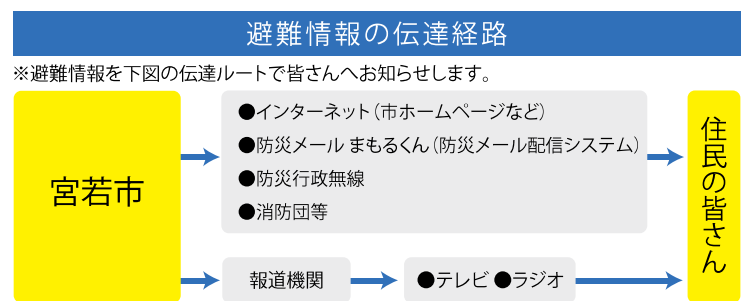 避難情報の伝達経路
※避難情報を下図の伝達ルートで皆さんへお知らせします。
宮若市
●インターネット（市ホームページなど）
●防災メール まもるくん（防災メール配信システム）
●防災行政無線
●消防団等
報道機関
●テレビ ●ラジオ
住民の皆さん